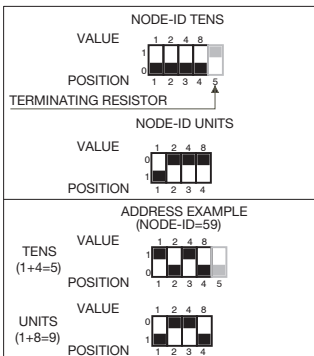 NODE-ID TENS
VALUE 1 2 4 8
1
0
POSITION 1 2 3 4 5
TERMINATING RESISTOR
NODE-ID UNITS
VALUE 1 2 4 8
0
1
POSITION 1 2 3 4
ADDRESS EXAMPLE
(NODE-ID=59)
TENS
(1+4=5)
VALUE 1 2 4 8
1
0
POSITION 1 2 3 4 5
UNITS
(1+8=9)
VALUE 1 2 4 8
0
1
POSITION 1 2 3 4